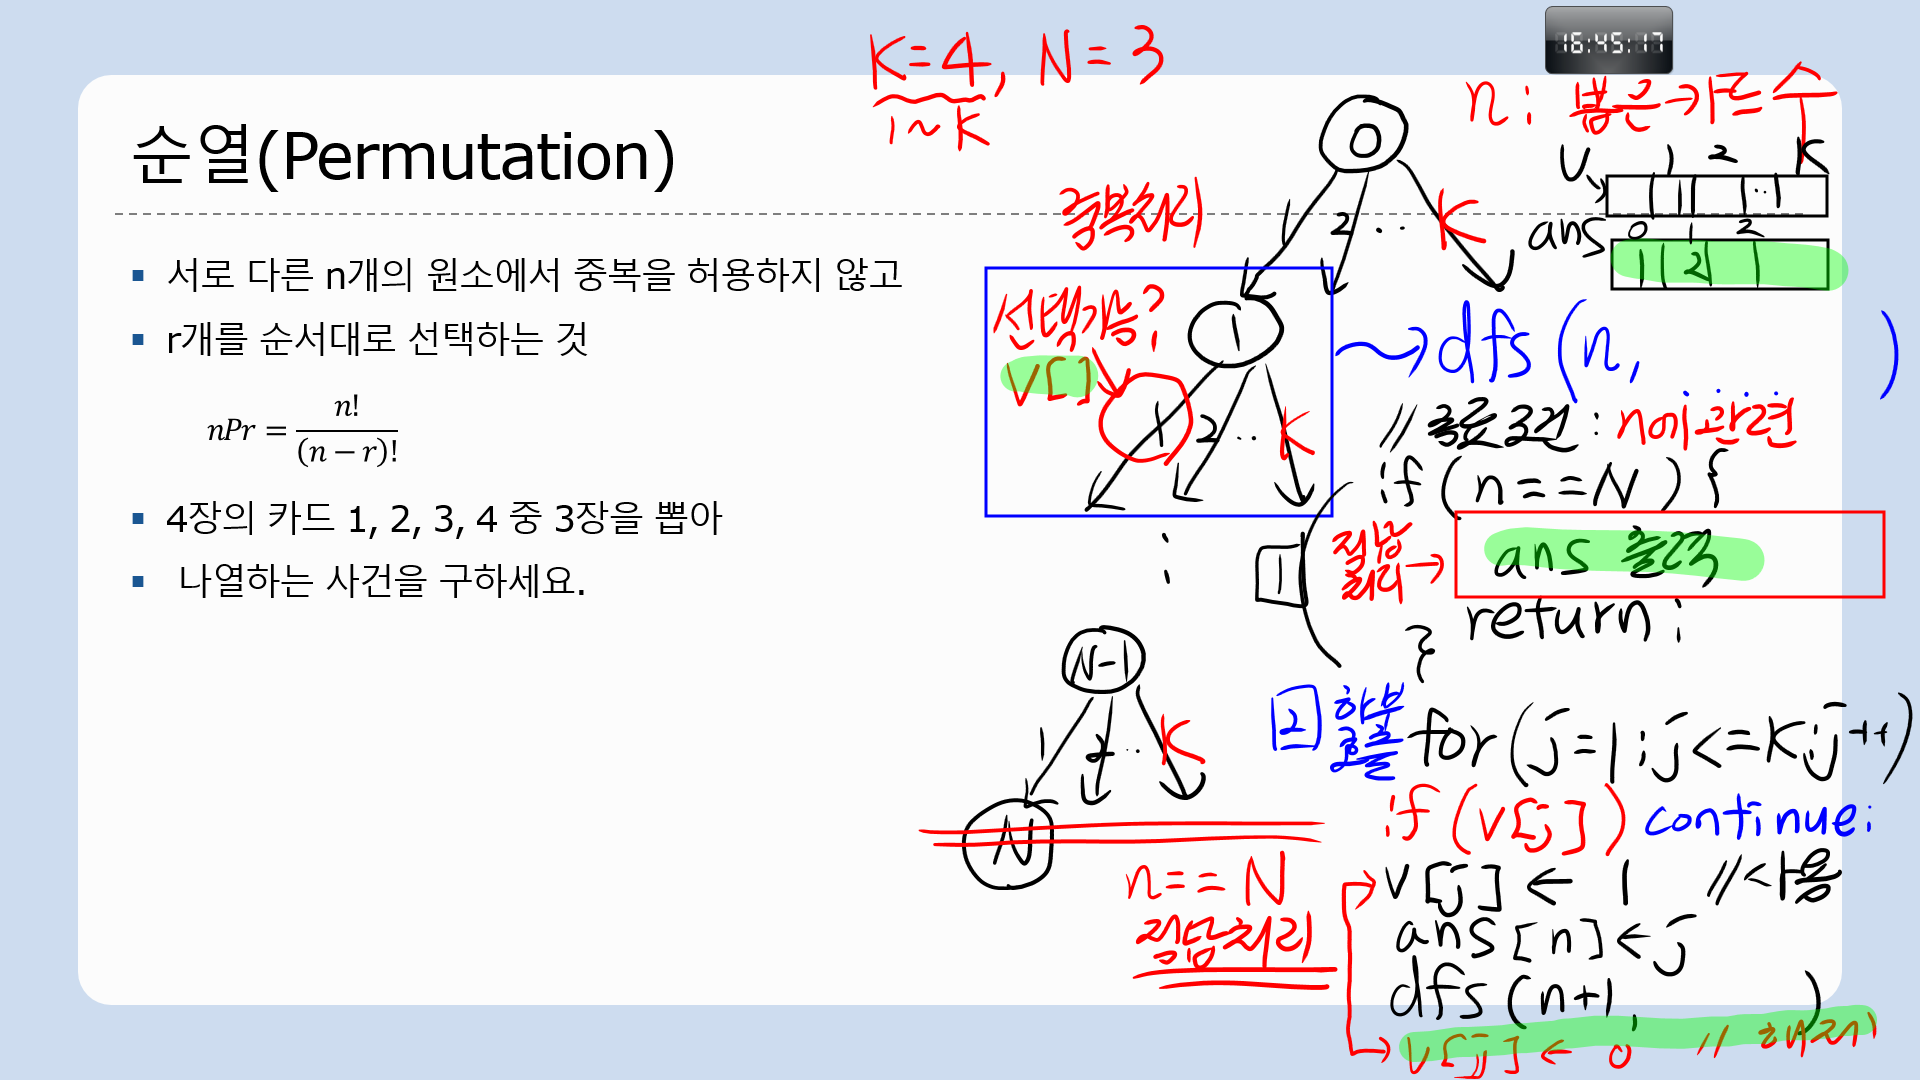 16:45:17
K=4, N=3
1~K
순열(Permutation)
서로 다른 n개의 원소에서 중복을 허용하지 않고
r개를 순서대로 선택하는 것
nPr = n! / (n − r)!
4장의 카드 1, 2, 3, 4 중 3장을 뽑아
나열하는 사건을 구하세요.
n: 뽑은 카드 수
0
V 1 2 K
중복처리
1 2 .. K
ans 0 1 2
1 2
선택가능?
V[]
1
1 2 .. K
dfs(n, )
// 종료조건: n에 관련
if (n==N) {
1 정답처리 → ans 출력
return;
}
N-1
1 2 .. K
N
n==N
정답처리
2 하부호출
for(j=1;j<=K;j++)
if(v[j]) continue;
v[j] ← 1 //사용
ans[n] ← j
dfs(n+1, )
v[j] ← 0 // 해제